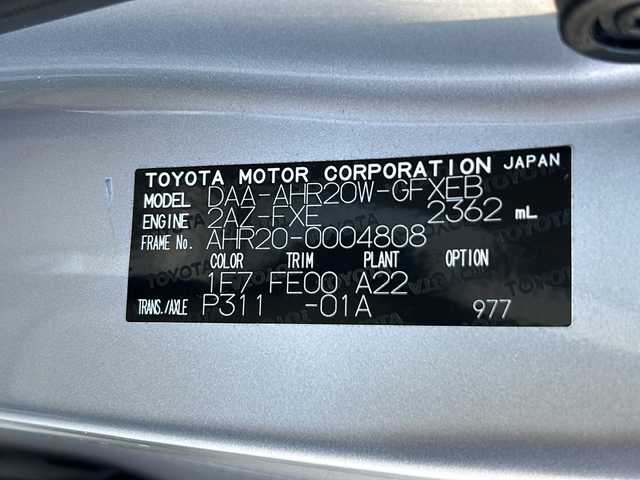 TOYOTA MOTOR CORPORATION JAPAN
MODEL DAA-AHR20W-GFXEB
ENGINE 2AZ-FXE 2362 mL
FRAME No. AHR20-0004808
COLOR TRIM PLANT OPTION
1F7 FE00 A22
TRANS./AXLE P311 -01A 977